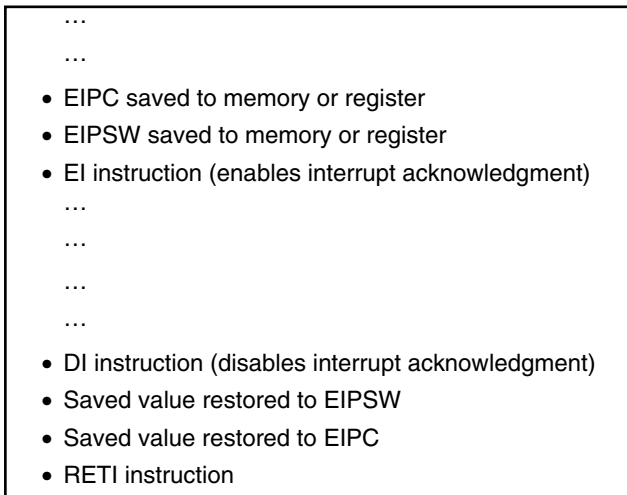 …
…
• EIPC saved to memory or register
• EIPSW saved to memory or register
• EI instruction (enables interrupt acknowledgment)
…
…
…
…
• DI instruction (disables interrupt acknowledgment)
• Saved value restored to EIPSW
• Saved value restored to EIPC
• RETI instruction